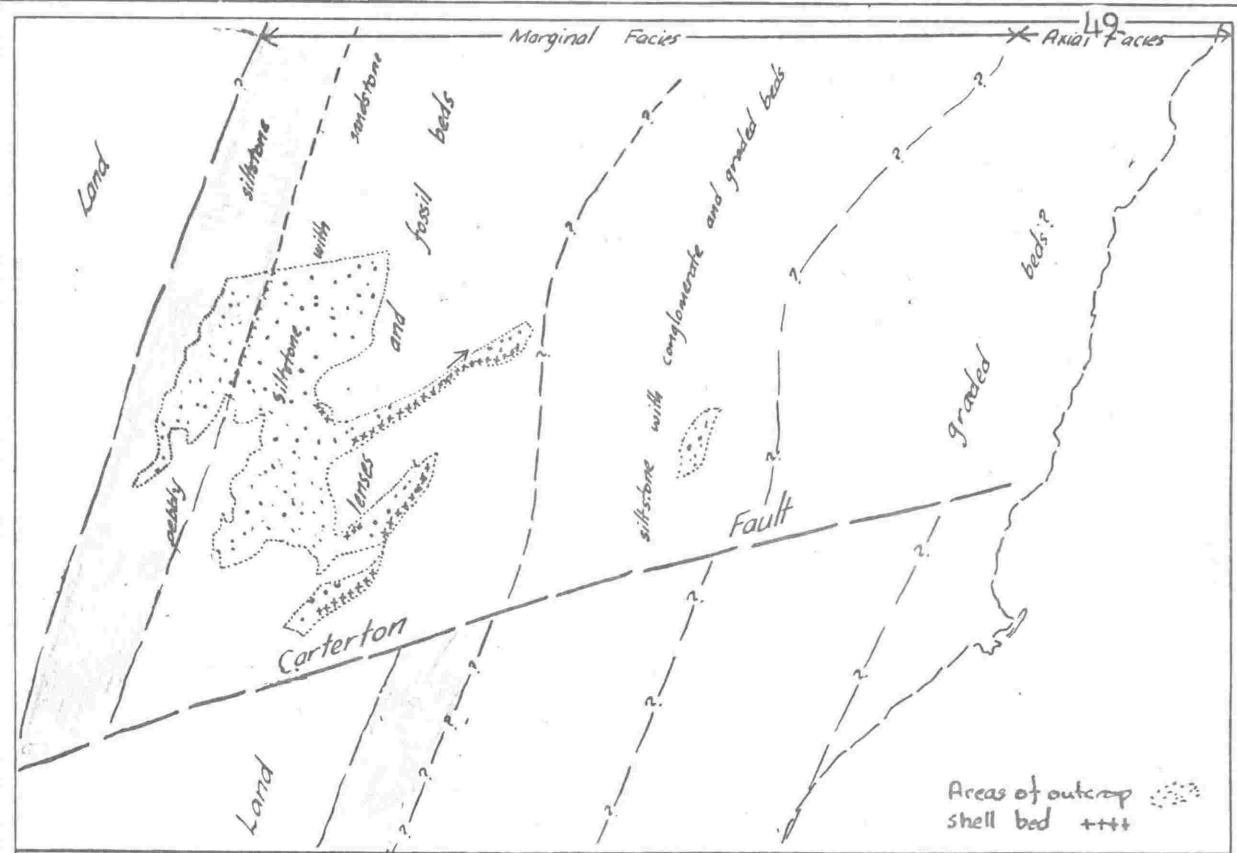 49
Marginal Facies
Axial Facies
Land
pebbly siltstone
siltstone with sandstone
lenses and fossil beds
siltstone with conglomerate and graded beds
graded beds?
Carterton Fault
Land
Areas of outcrop
shell bed ++++